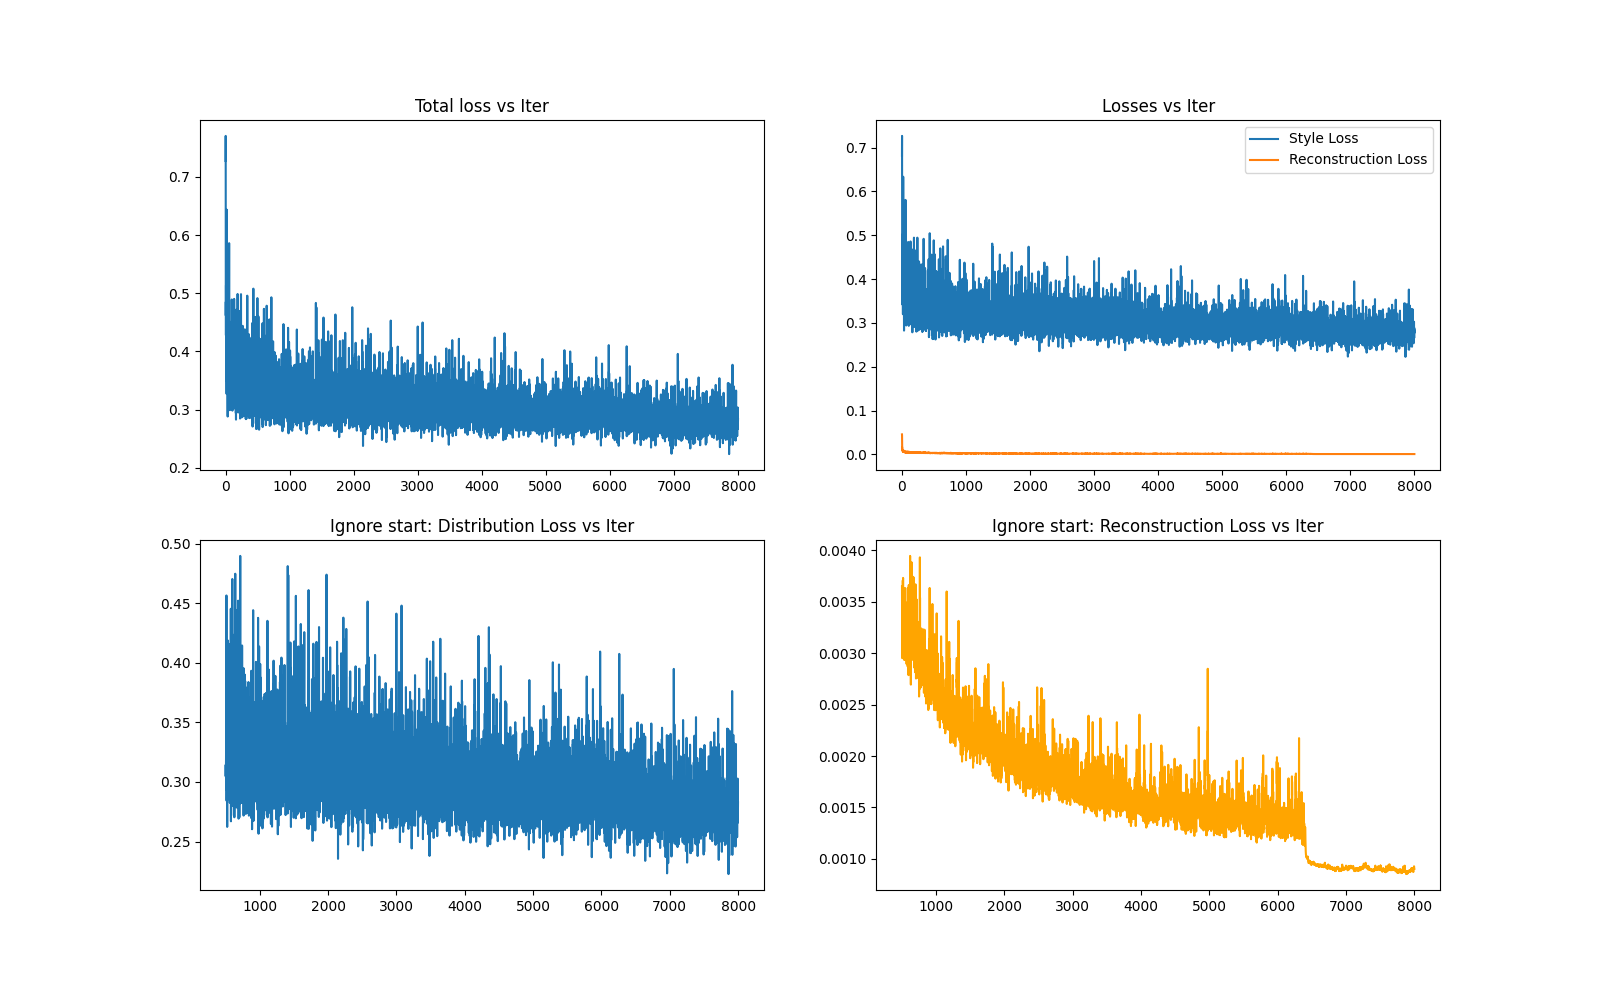 Total loss vs Iter
0.7
0.6
0.5
0.4
0.3
0.2
0 1000 2000 3000 4000 5000 6000 7000 8000
Losses vs Iter
Style Loss
Reconstruction Loss
0.7
0.6
0.5
0.4
0.3
0.2
0.1
0.0
0 1000 2000 3000 4000 5000 6000 7000 8000
Ignore start: Distribution Loss vs Iter
0.50
0.45
0.40
0.35
0.30
0.25
1000 2000 3000 4000 5000 6000 7000 8000
Ignore start: Reconstruction Loss vs Iter
0.0040
0.0035
0.0030
0.0025
0.0020
0.0015
0.0010
1000 2000 3000 4000 5000 6000 7000 8000